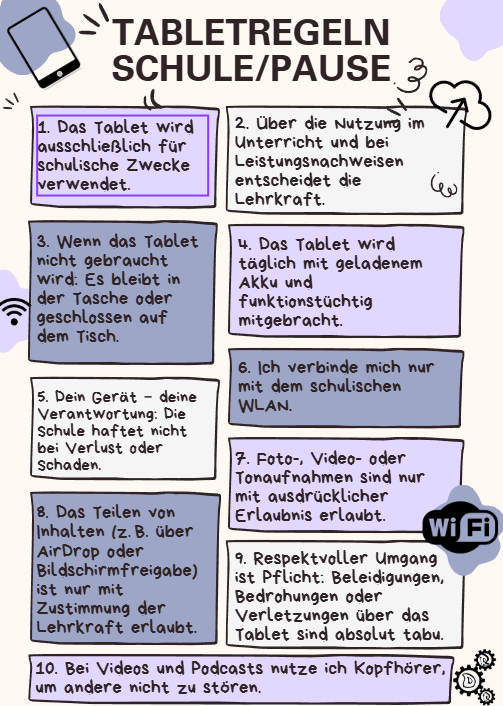 TABLETREGELN
SCHULE/PAUSE
1. Das Tablet wird
ausschließlich für
schulische Zwecke
verwendet.
2. Über die Nutzung im
Unterricht und bei
Leistungsnachweisen
entscheidet die
Lehrkraft.
3. Wenn das Tablet
nicht gebraucht
wird: Es bleibt in
der Tasche oder
geschlossen auf
dem Tisch.
4. Das Tablet wird
täglich mit geladenem
Akku und
funktionstüchtig
mitgebracht.
5. Dein Gerät – deine
Verantwortung: Die
Schule haftet nicht
bei Verlust oder
Schaden.
6. Ich verbinde mich nur
mit dem schulischen
WLAN.
7. Foto-, Video- oder
Tonaufnahmen sind nur
mit ausdrücklicher
Erlaubnis erlaubt.
Wi Fi
8. Das Teilen von
Inhalten (z. B. über
AirDrop oder
Bildschirmfreigabe)
ist nur mit
Zustimmung der
Lehrkraft erlaubt.
9. Respektvoller Umgang
ist Pflicht: Beleidigungen,
Bedrohungen oder
Verletzungen über das
Tablet sind absolut tabu.
10. Bei Videos und Podcasts nutze ich Kopfhörer,
um andere nicht zu stören.